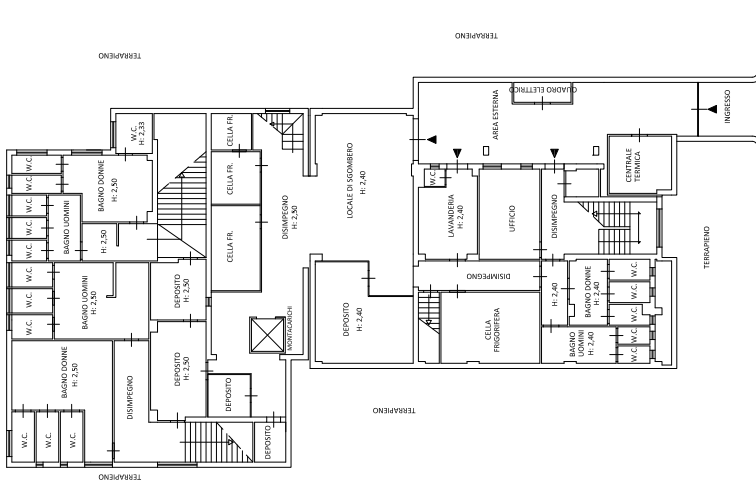 TERRAPIENO
TERRAPIENO
QUADRO ELETTRICO
INGRESSO
AREA ESTERNA
W.C.
H: 2,33
CELLA FR.
CELLA FR.
CELLA FR.
LOCALE DI SGOMBERO
H: 2,40
CENTRALE
TERMICA
W.C.
W.C.
W.C.
W.C.
W.C.
BAGNO DONNE
H: 2,50
BAGNO UOMINI
H: 2,50
DISIMPEGNO
H: 2,50
W.C.
LAVANDERIA
H: 2,40
UFFICIO
DISIMPEGNO
TERRAPIENO
W.C.
W.C.
W.C.
BAGNO UOMINI
H: 2,50
DEPOSITO
H: 2,50
MONTACARICHI
DEPOSITO
H: 2,40
DISIMPEGNO
CELLA
FRIGORIFERA
H: 2,40
BAGNO DONNE
H: 2,40
W.C.
W.C.
W.C.
BAGNO
UOMINI
H: 2,40
W.C.
W.C.
BAGNO DONNE
H: 2,50
DISIMPEGNO
DEPOSITO
H: 2,50
DEPOSITO
TERRAPIENO
W.C.
W.C.
W.C.
DEPOSITO
TERRAPIENO